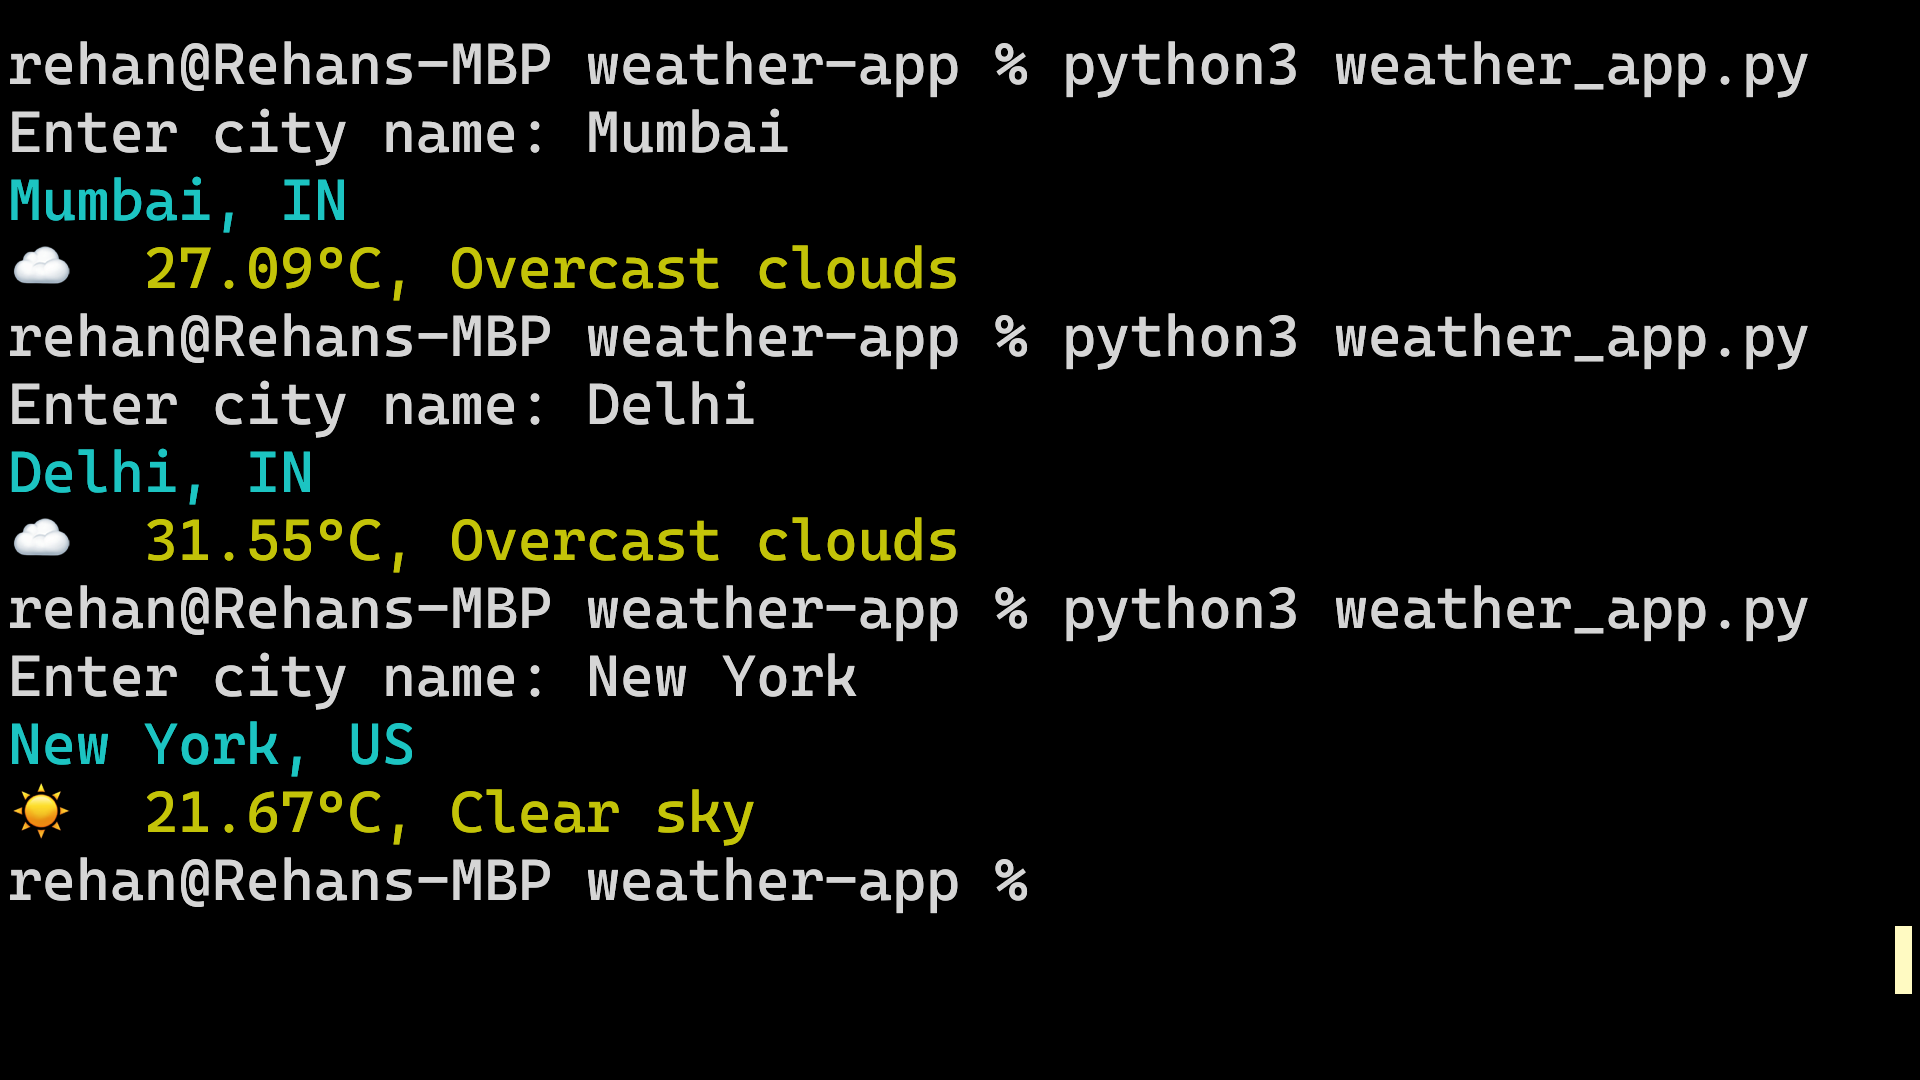 rehan@Rehans-MBP weather-app % python3 weather_app.py
Enter city name: Mumbai
Mumbai, IN
☁️  27.09°C, Overcast clouds
rehan@Rehans-MBP weather-app % python3 weather_app.py
Enter city name: Delhi
Delhi, IN
☁️  31.55°C, Overcast clouds
rehan@Rehans-MBP weather-app % python3 weather_app.py
Enter city name: New York
New York, US
☀️  21.67°C, Clear sky
rehan@Rehans-MBP weather-app %